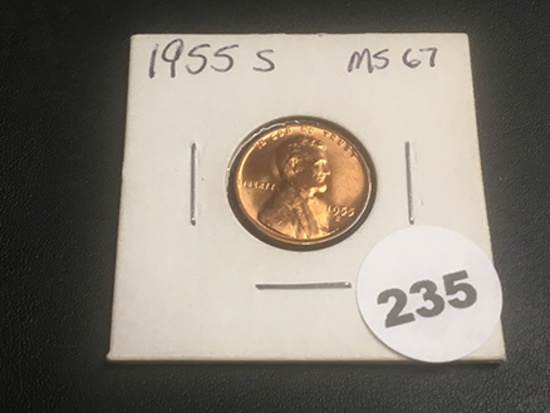 1955 S MS 67
IN GOD WE TRUST
LIBERTY
1955
S
235